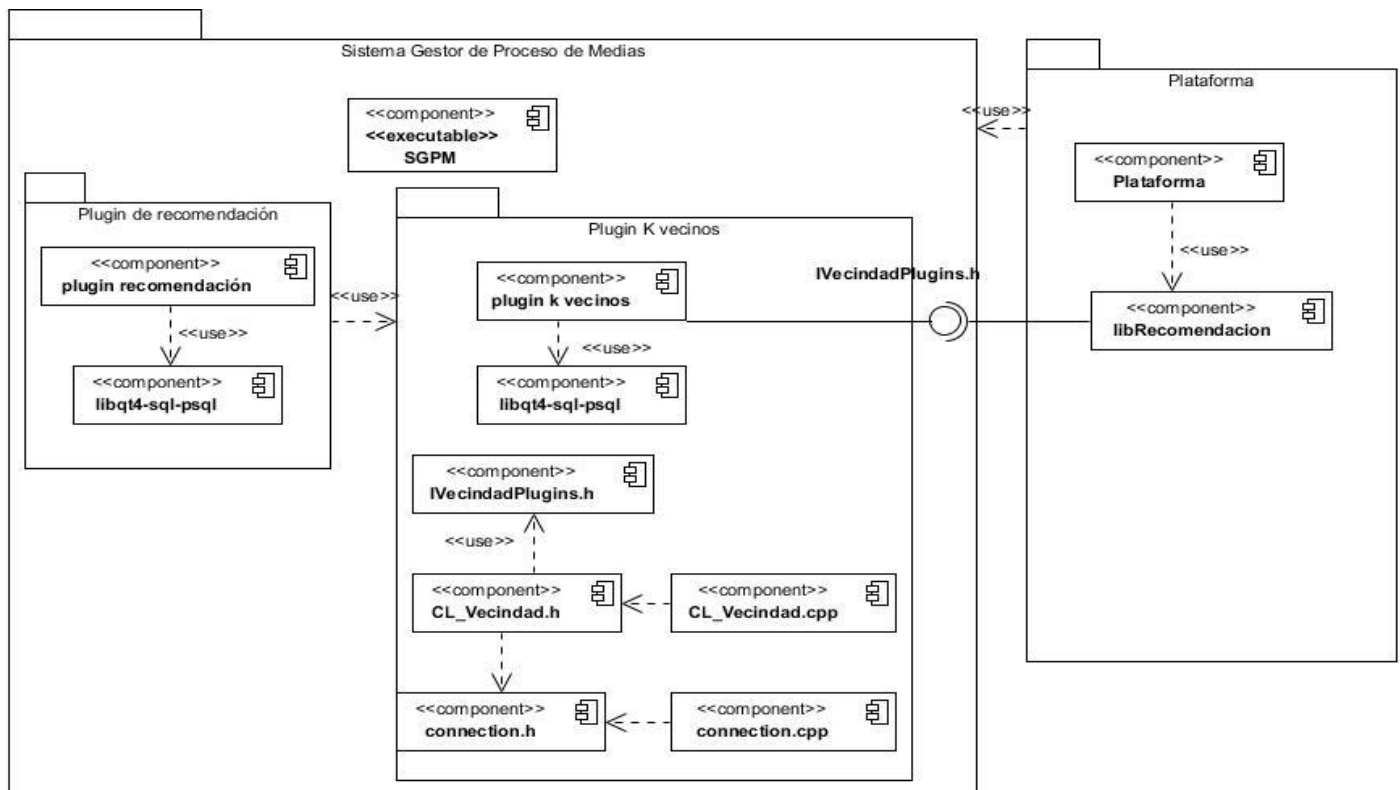 Sistema Gestor de Proceso de Medias
<<component>>
<<executable>>
SGPM
Plugin de recomendación
<<component>>
plugin recomendación
<<use>>
<<component>>
libqt4-sql-psql
<<use>>
Plugin K vecinos
<<component>>
plugin k vecinos
<<use>>
<<component>>
libqt4-sql-psql
<<component>>
IVecindadPlugins.h
<<use>>
<<component>>
CL_Vecindad.h
<<component>>
CL_Vecindad.cpp
<<component>>
connection.h
<<component>>
connection.cpp
IVecindadPlugins.h
<<use>>
Plataforma
<<component>>
Plataforma
<<use>>
<<component>>
libRecomendacion